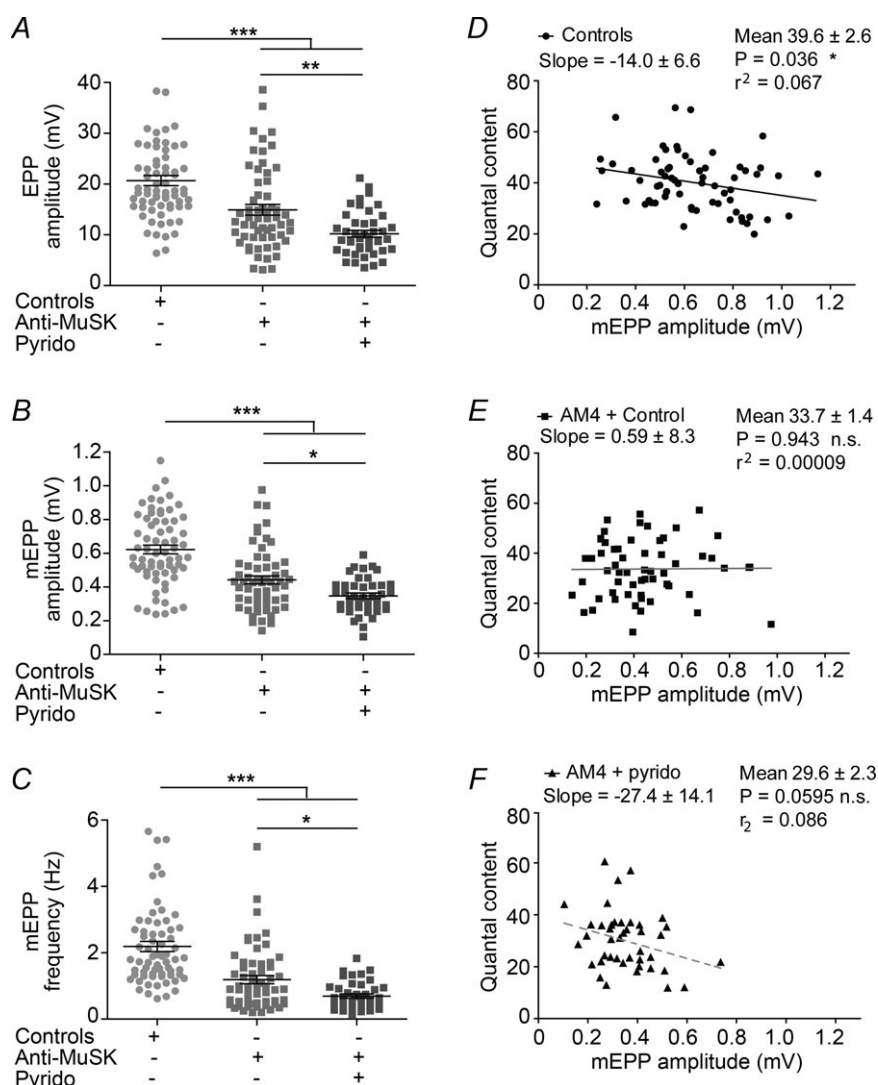 A
***
**
40
30
20
10
0
EPP
amplitude (mV)
Controls + - -
Anti-MuSK - + +
Pyrido - - +
B
***
*
1.2
1.0
0.8
0.6
0.4
0.2
0
mEPP
amplitude (mV)
Controls + - -
Anti-MuSK - + +
Pyrido - - +
C
***
*
6
4
2
0
mEPP
frequency (Hz)
Controls + - -
Anti-MuSK - + +
Pyrido - - +
D
Controls
Slope = -14.0 ± 6.6
Mean 39.6 ± 2.6
P = 0.036 *
r2 = 0.067
80
60
40
20
0
Quantal content
0 0.2 0.4 0.6 0.8 1.0 1.2
mEPP amplitude (mV)
E
AM4 + Control
Slope = 0.59 ± 8.3
Mean 33.7 ± 1.4
P = 0.943 n.s.
r2 = 0.00009
80
60
40
20
0
Quantal content
0 0.2 0.4 0.6 0.8 1.0 1.2
mEPP amplitude (mV)
F
AM4 + pyrido
Slope = -27.4 ± 14.1
Mean 29.6 ± 2.3
P = 0.0595 n.s.
r2 = 0.086
80
60
40
20
0
Quantal content
0 0.2 0.4 0.6 0.8 1.0 1.2
mEPP amplitude (mV)